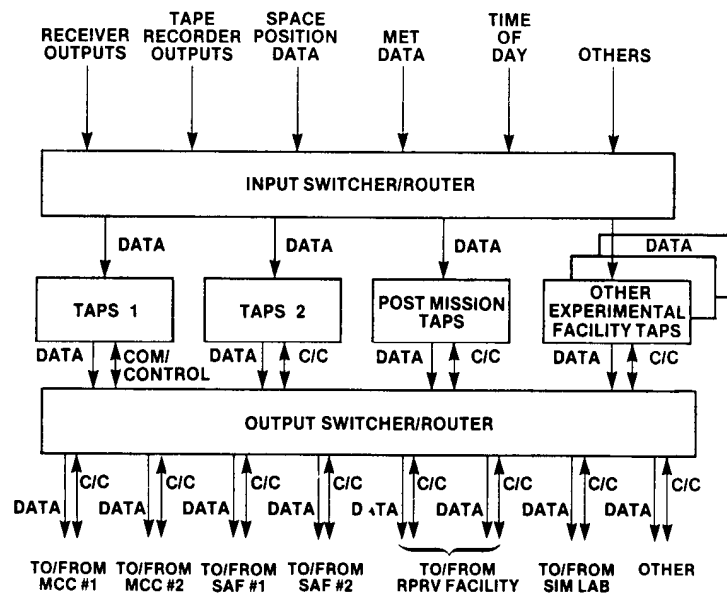 RECEIVER OUTPUTS
TAPE RECORDER OUTPUTS
SPACE POSITION DATA
MET DATA
TIME OF DAY
OTHERS
INPUT SWITCHER/ROUTER
DATA
DATA
DATA
DATA
TAPS 1
TAPS 2
POST MISSION TAPS
OTHER EXPERIMENTAL FACILITY TAPS
DATA
COM/CONTROL
DATA
C/C
DATA
C/C
DATA
C/C
OUTPUT SWITCHER/ROUTER
C/C
C/C
C/C
C/C
C/C
C/C
C/C
C/C
DATA
DATA
DATA
DATA
DATA
DATA
DATA
DATA
TO/FROM MCC #1
TO/FROM MCC #2
TO/FROM SAF #1
TO/FROM SAF #2
TO/FROM RPRV FACILITY
TO/FROM SIM LAB
OTHER